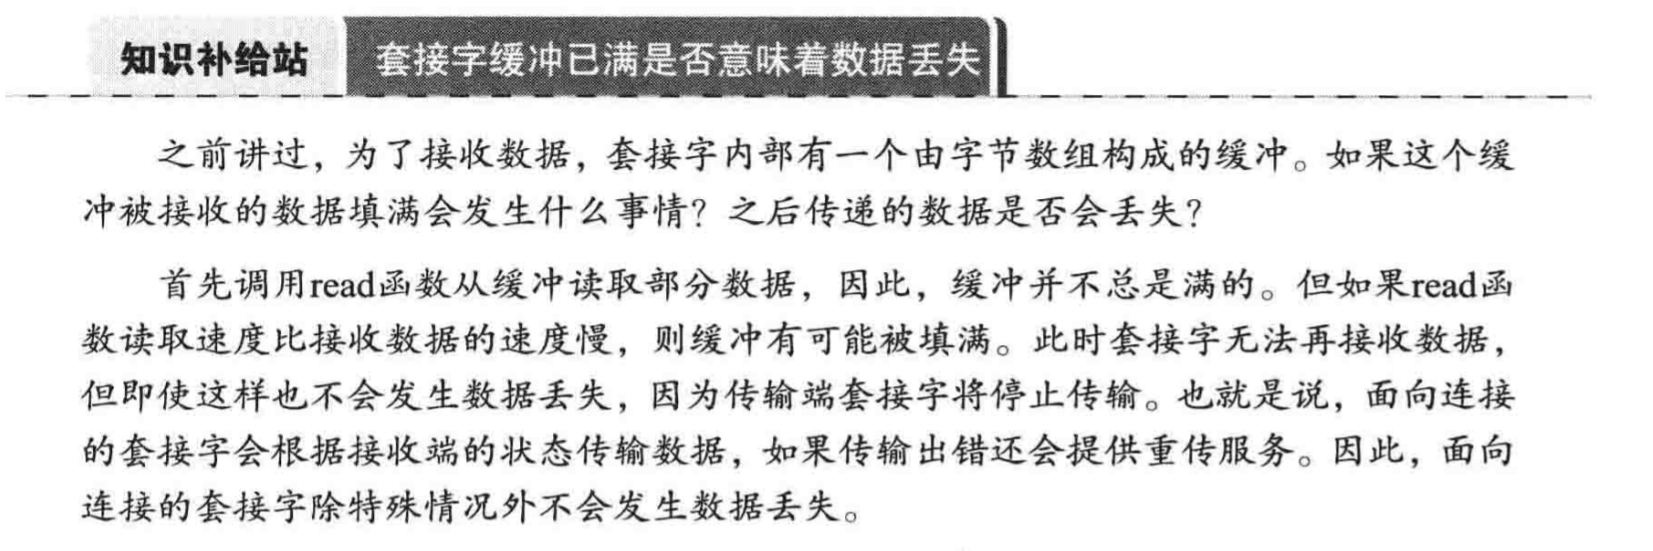 知识补给站 套接字缓冲已满是否意味着数据丢失
之前讲过，为了接收数据，套接字内部有一个由字节数组构成的缓冲。如果这个缓
冲被接收的数据填满会发生什么事情？之后传递的数据是否会丢失？
首先调用read函数从缓冲读取部分数据，因此，缓冲并不总是满的。但如果read函
数读取速度比接收数据的速度慢，则缓冲有可能被填满。此时套接字无法再接收数据，
但即使这样也不会发生数据丢失，因为传输端套接字将停止传输。也就是说，面向连接
的套接字会根据接收端的状态传输数据，如果传输出错还会提供重传服务。因此，面向
连接的套接字除特殊情况外不会发生数据丢失。